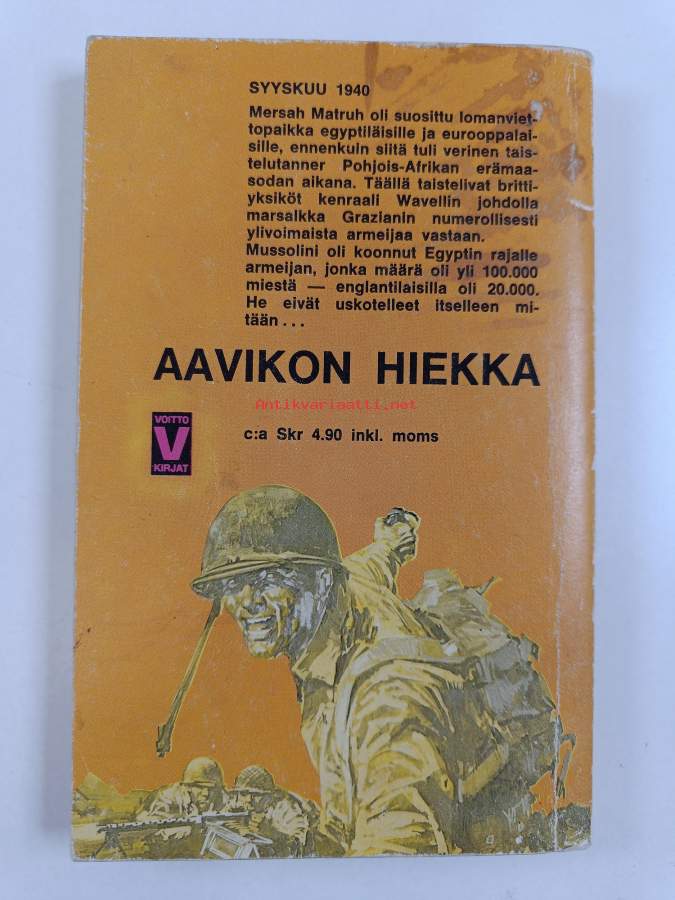 SYYSKUU 1940
Mersah Matruh oli suosittu lomanviet-
topaikka egyptiläisille ja eurooppalai-
sille, ennenkuin siitä tuli verinen tais-
telutanner Pohjois-Afrikan erämaa-
sodan aikana. Täällä taistelivat britti-
yksiköt kenraali Wavellin johdolla
marsalkka Grazianin numerollisesti
ylivoimaista armeijaa vastaan.
Mussolini oli koonnut Egyptin rajalle
armeijan, jonka määrä oli yli 100.000
miestä — englantilaisilla oli 20.000.
He eivät uskotelleet itselleen mi-
tään...
AAVIKON HIEKKA
Antikvariaatti.net
VOITTO
V
KIRJAT
c:a Skr 4.90 inkl. moms